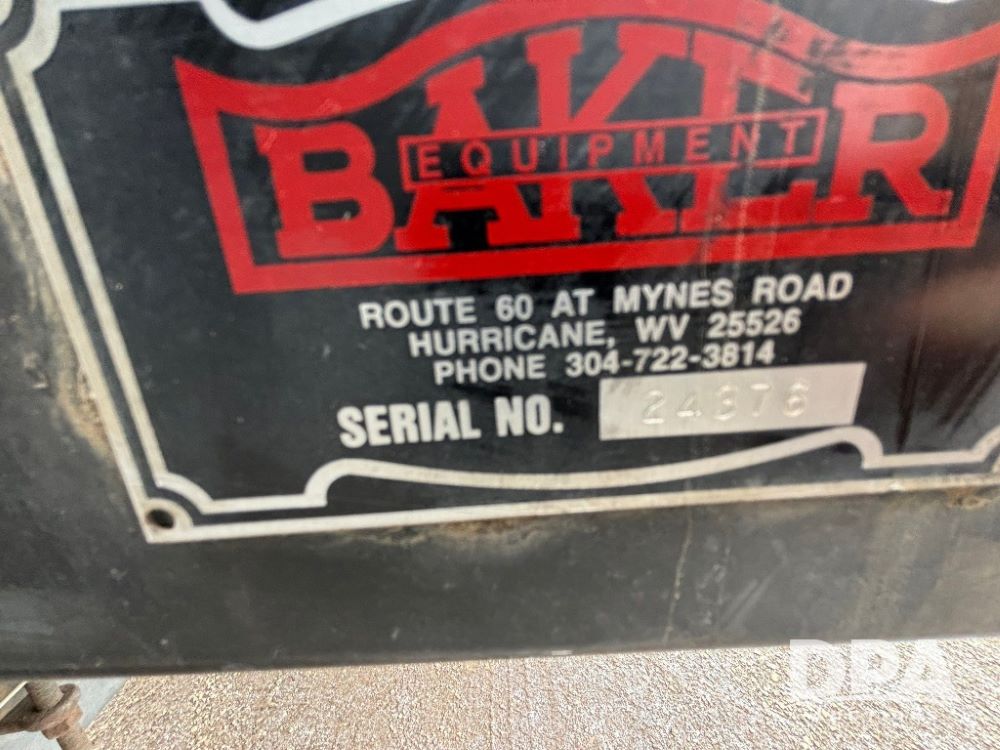 BAKER
EQUIPMENT
ROUTE 60 AT MYNES ROAD
HURRICANE, WV 25526
PHONE 304-722-3814
SERIAL NO. 24376
DPA